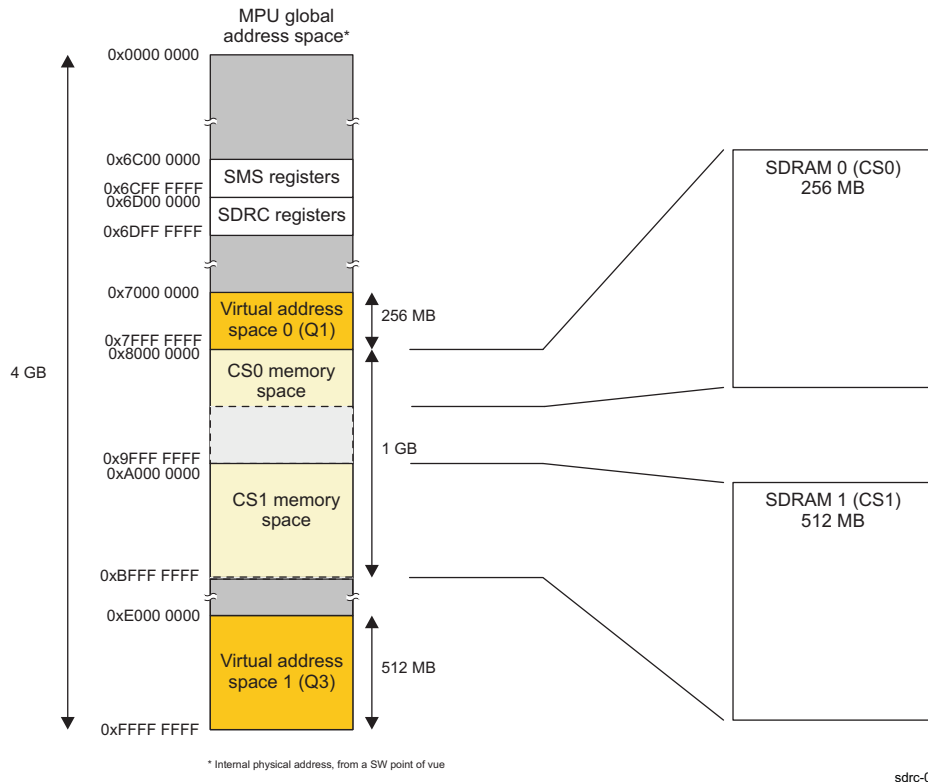 MPU global
address space*
0x0000 0000
0x6C00 0000
SMS registers
0x6CFF FFFF
0x6D00 0000
SDRC registers
0x6DFF FFFF
0x7000 0000
Virtual address
space 0 (Q1)
256 MB
0x7FFF FFFF
0x8000 0000
4 GB
CS0 memory
space
1 GB
0x9FFF FFFF
0xA000 0000
CS1 memory
space
0xBFFF FFFF
0xE000 0000
Virtual address
space 1 (Q3)
512 MB
0xFFFF FFFF
SDRAM 0 (CS0)
256 MB
SDRAM 1 (CS1)
512 MB
* Internal physical address, from a SW point of vue
sdrc-0